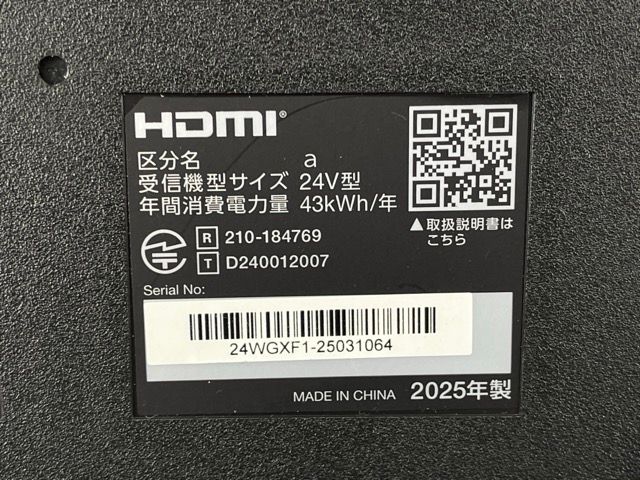 HDMI®
区分名 a
受信機型サイズ 24V型
年間消費電力量 43kWh/年
▲取扱説明書は
こちら
R 210-184769
T D240012007
Serial No:
24WGXF1-25031064
MADE IN CHINA 2025年製